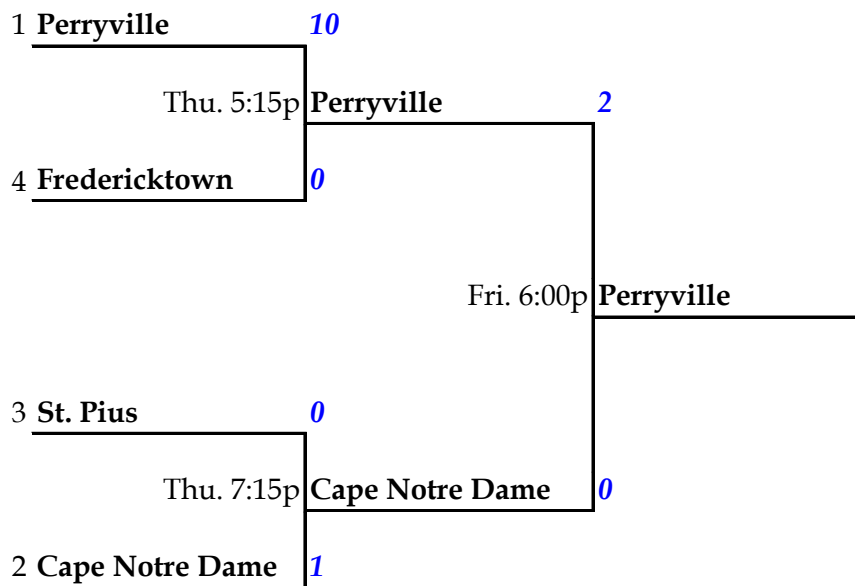 1 Perryville 10
Thu. 5:15p Perryville 2
4 Fredericktown 0
Fri. 6:00p Perryville
3 St. Pius 0
Thu. 7:15p Cape Notre Dame 0
2 Cape Notre Dame 1